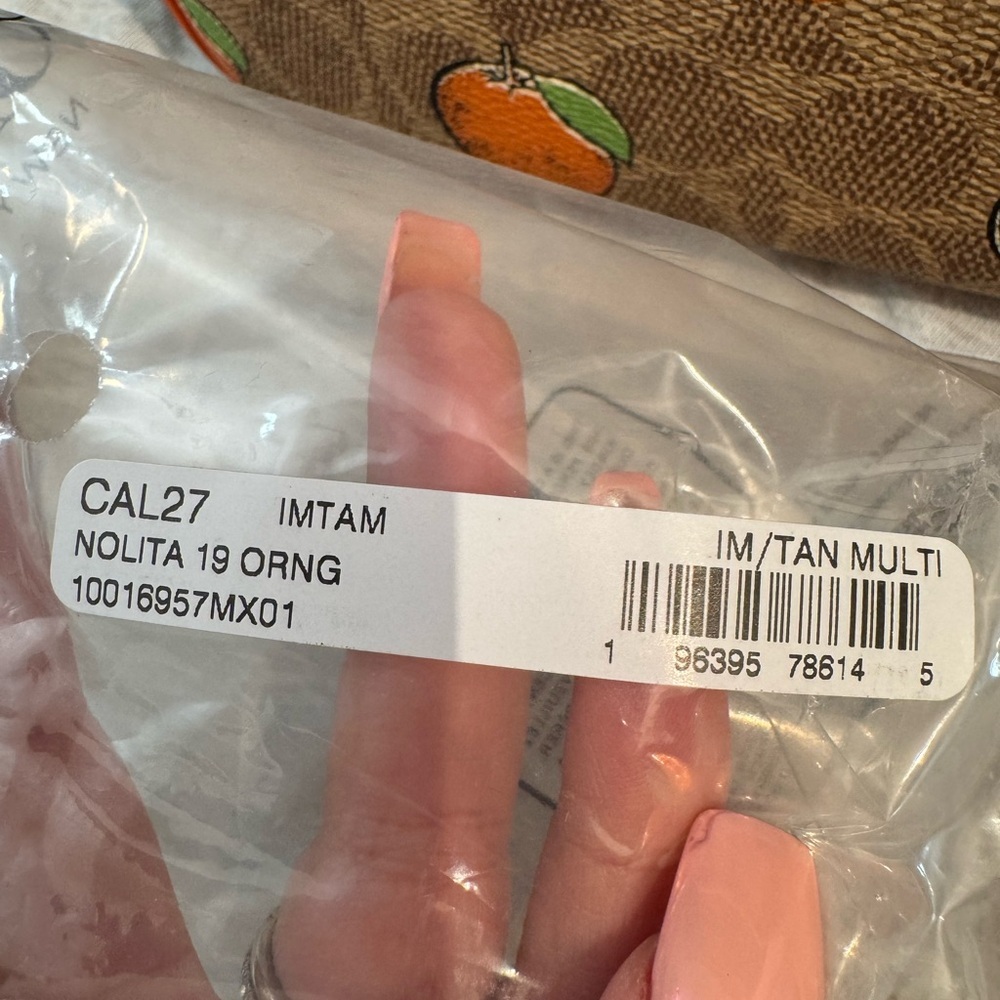 CAL27 IMTAM
NOLITA 19 ORNG
10016957MX01
IM/TAN MULTI
1 96395 78614 5